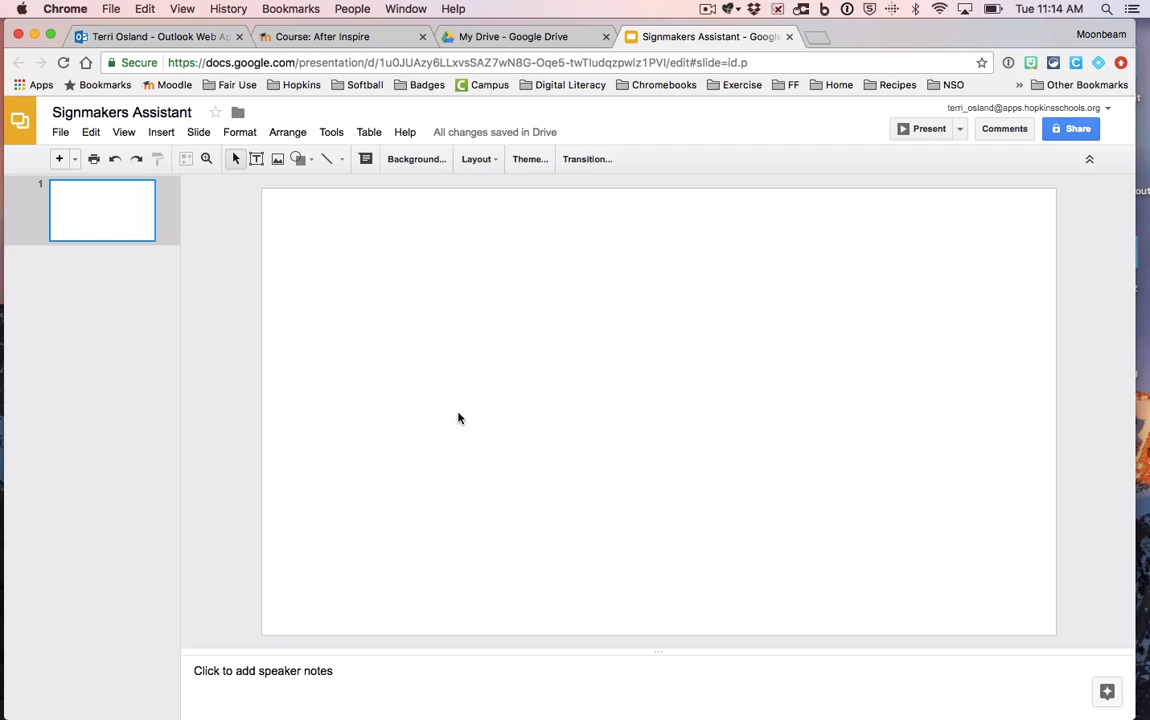 Chrome File Edit View History Bookmarks People Window Help Tue 11:14 AM
Terri Osland - Outlook Web Ap Course: After Inspire My Drive - Google Drive Signmakers Assistant - Google Moonbeam
Secure https://docs.google.com/presentation/d/1u0JUAzy6LLxvsSAZ7wN8G-Oqe5-twTIudqzpwlz1PVI/edit#slide=id.p
Apps Bookmarks Moodle Fair Use Hopkins Softball Badges Campus Digital Literacy Chromebooks Exercise FF Home Recipes NSO » Other Bookmarks
Signmakers Assistant terri_osland@apps.hopkinsschools.org
File Edit View Insert Slide Format Arrange Tools Table Help All changes saved in Drive Present Comments Share
Background... Layout Theme... Transition...
1
Click to add speaker notes